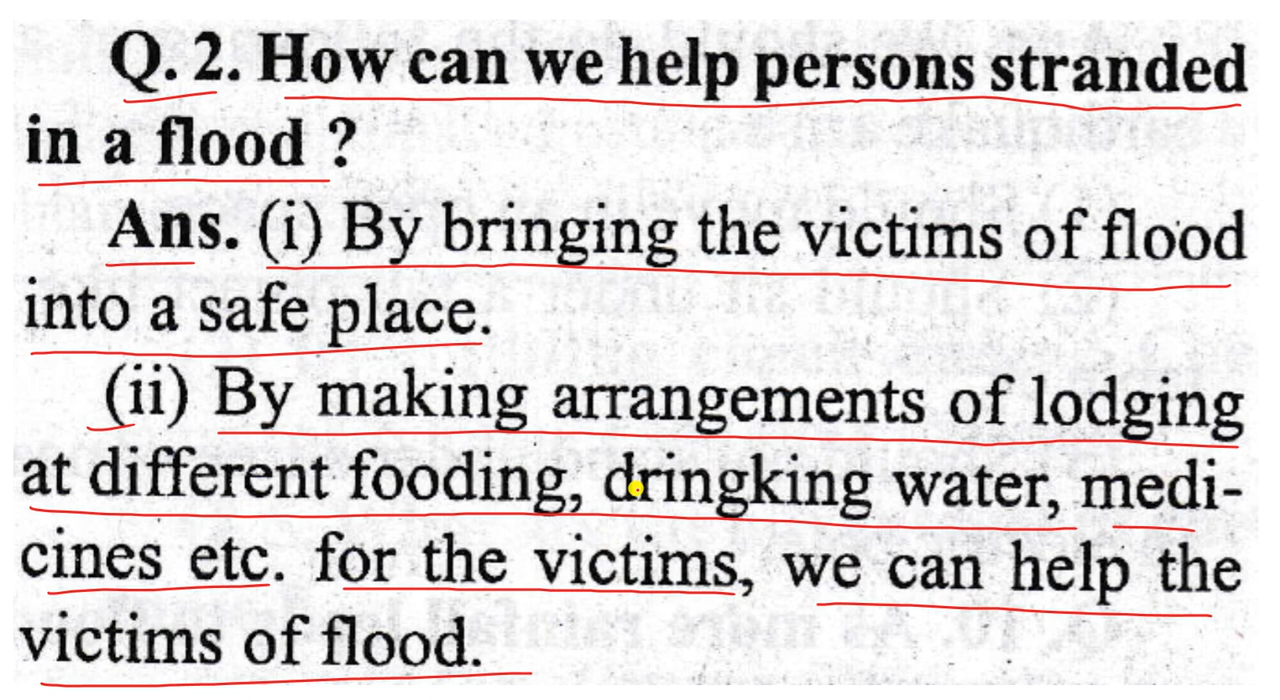 Q. 2. How can we help persons stranded
in a flood ?
Ans. (i) By bringing the victims of flood
into a safe place.
(ii) By making arrangements of lodging
at different fooding, dringking water, medi-
cines etc. for the victims, we can help the
victims of flood.